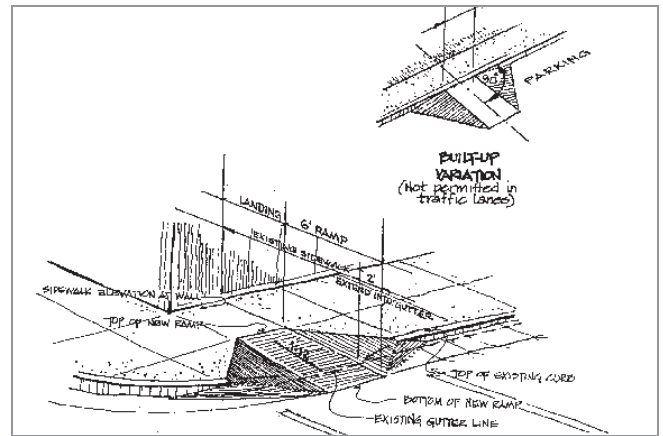 90°
PARKING
BUILT-UP
VARIATION
(Not permitted in
traffic lanes)
LANDING
6' RAMP
EXISTING SIDEWALK
2'
EXTEND INTO GUTTER
SIDEWALK ELEVATION AT WALL
TOP OF NEW RAMP
1:12
TOP OF EXISTING CURB
BOTTOM OF NEW RAMP
EXISTING GUTTER LINE